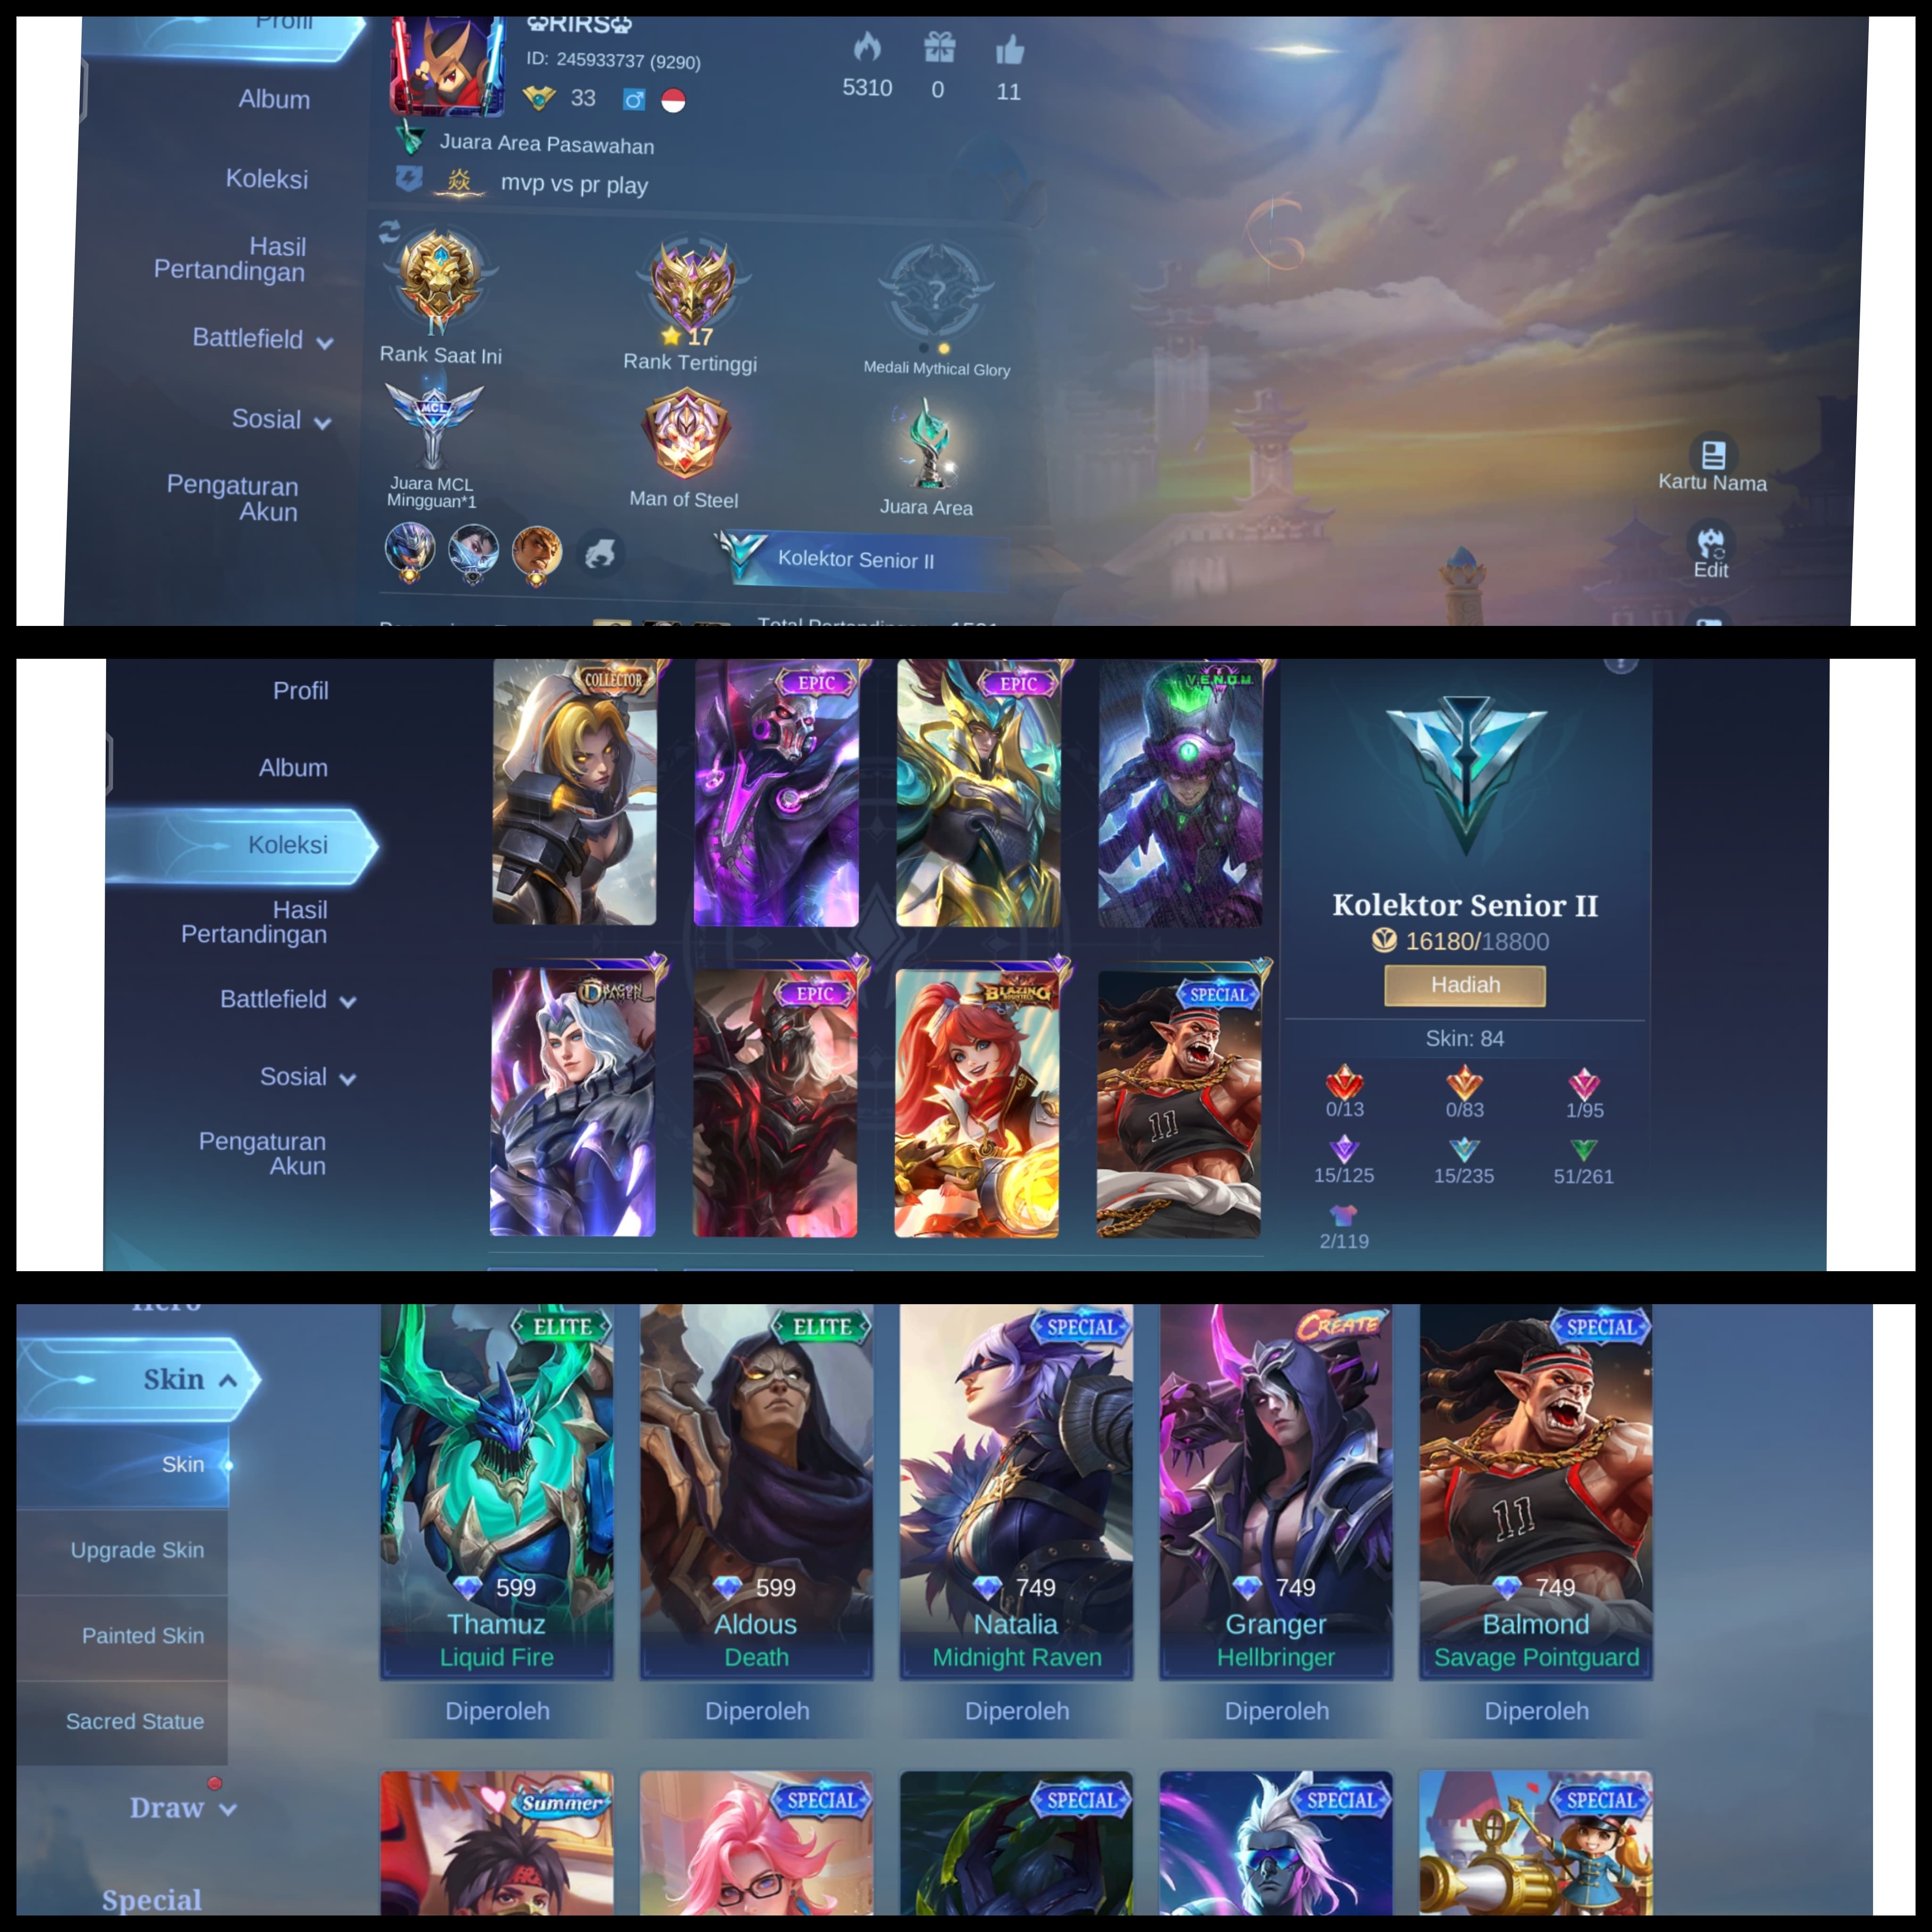 Profil
Album
Koleksi
Hasil
Pertandingan
Battlefield
Sosial
Pengaturan
Akun
♧RIRS♧
ID: 245933737 (9290)
33
5310
0
11
Juara Area Pasawahan
焱
mvp vs pr play
IV
Rank Saat Ini
17
Rank Tertinggi
?
Medali Mythical Glory
MCL
Juara MCL
Mingguan*1
Man of Steel
Juara Area
Kolektor Senior II
Kartu Nama
Edit
Total Pertandingan
Profil
Album
Koleksi
Hasil
Pertandingan
Battlefield
Sosial
Pengaturan
Akun
COLLECTOR
EPIC
EPIC
V.E.N.O.M.
DRAGON
TAMER
EPIC
BLAZING
SPECIAL
11
Kolektor Senior II
16180/18800
Hadiah
Skin: 84
0/13
0/83
1/95
15/125
15/235
51/261
2/119
Hero
Skin
Skin
Upgrade Skin
Painted Skin
Sacred Statue
Draw
Special
ELITE
599
Thamuz
Liquid Fire
Diperoleh
ELITE
599
Aldous
Death
Diperoleh
SPECIAL
749
Natalia
Midnight Raven
Diperoleh
CREATE
749
Granger
Hellbringer
Diperoleh
SPECIAL
11
749
Balmond
Savage Pointguard
Diperoleh
Summer
SPECIAL
SPECIAL
SPECIAL
SPECIAL